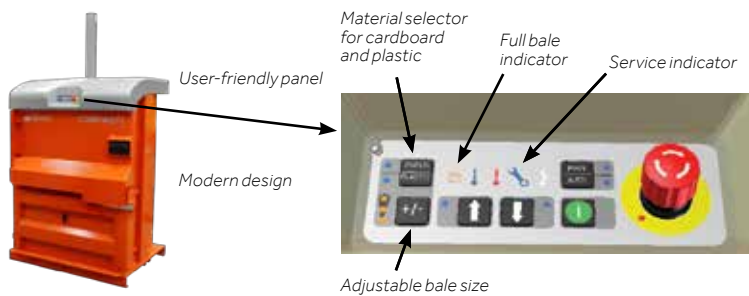 Material selector
for cardboard
and plastic
Full bale
indicator
Service indicator
User-friendly panel
Modern design
+/-
Adjustable bale size